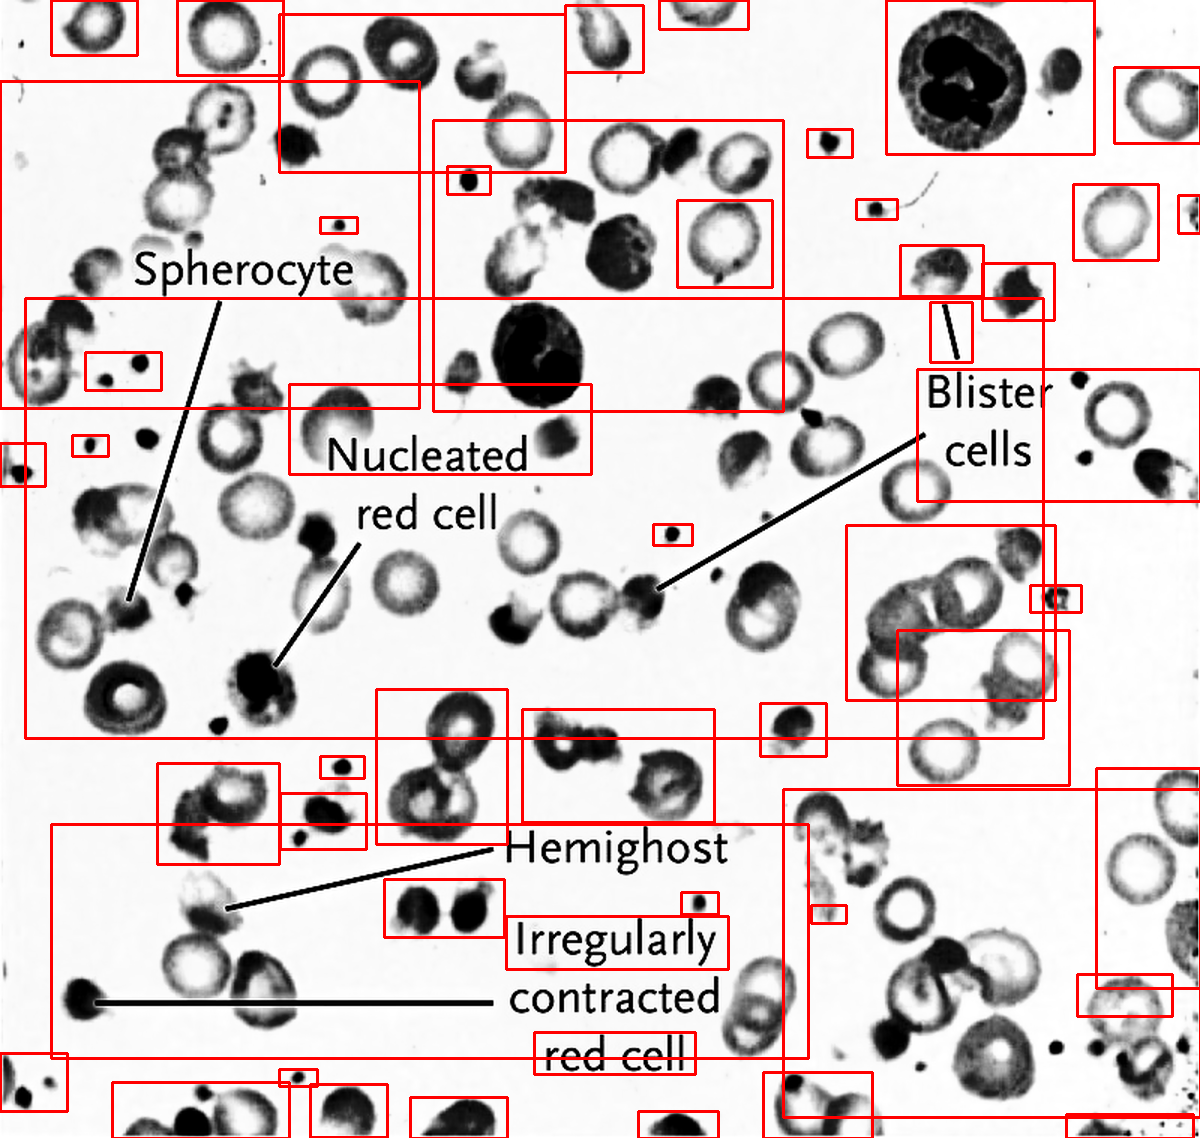 Spherocyte
Blister
cells
Nucleated
red cell
Hemighost
Irregularly
contracted
red cell